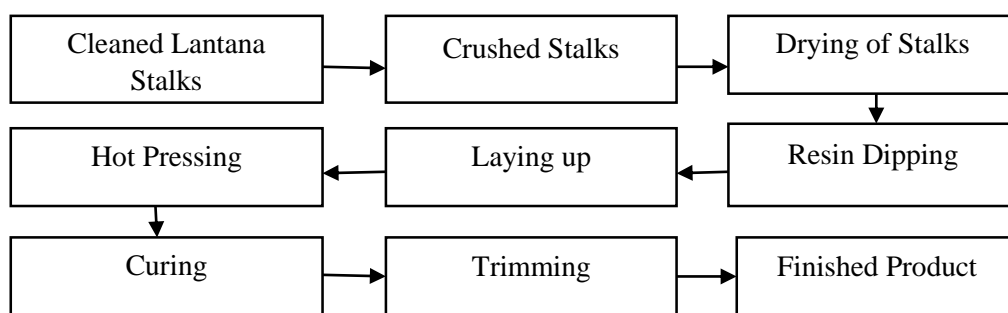 Cleaned Lantana
Stalks
Crushed Stalks
Drying of Stalks
Resin Dipping
Laying up
Hot Pressing
Curing
Trimming
Finished Product